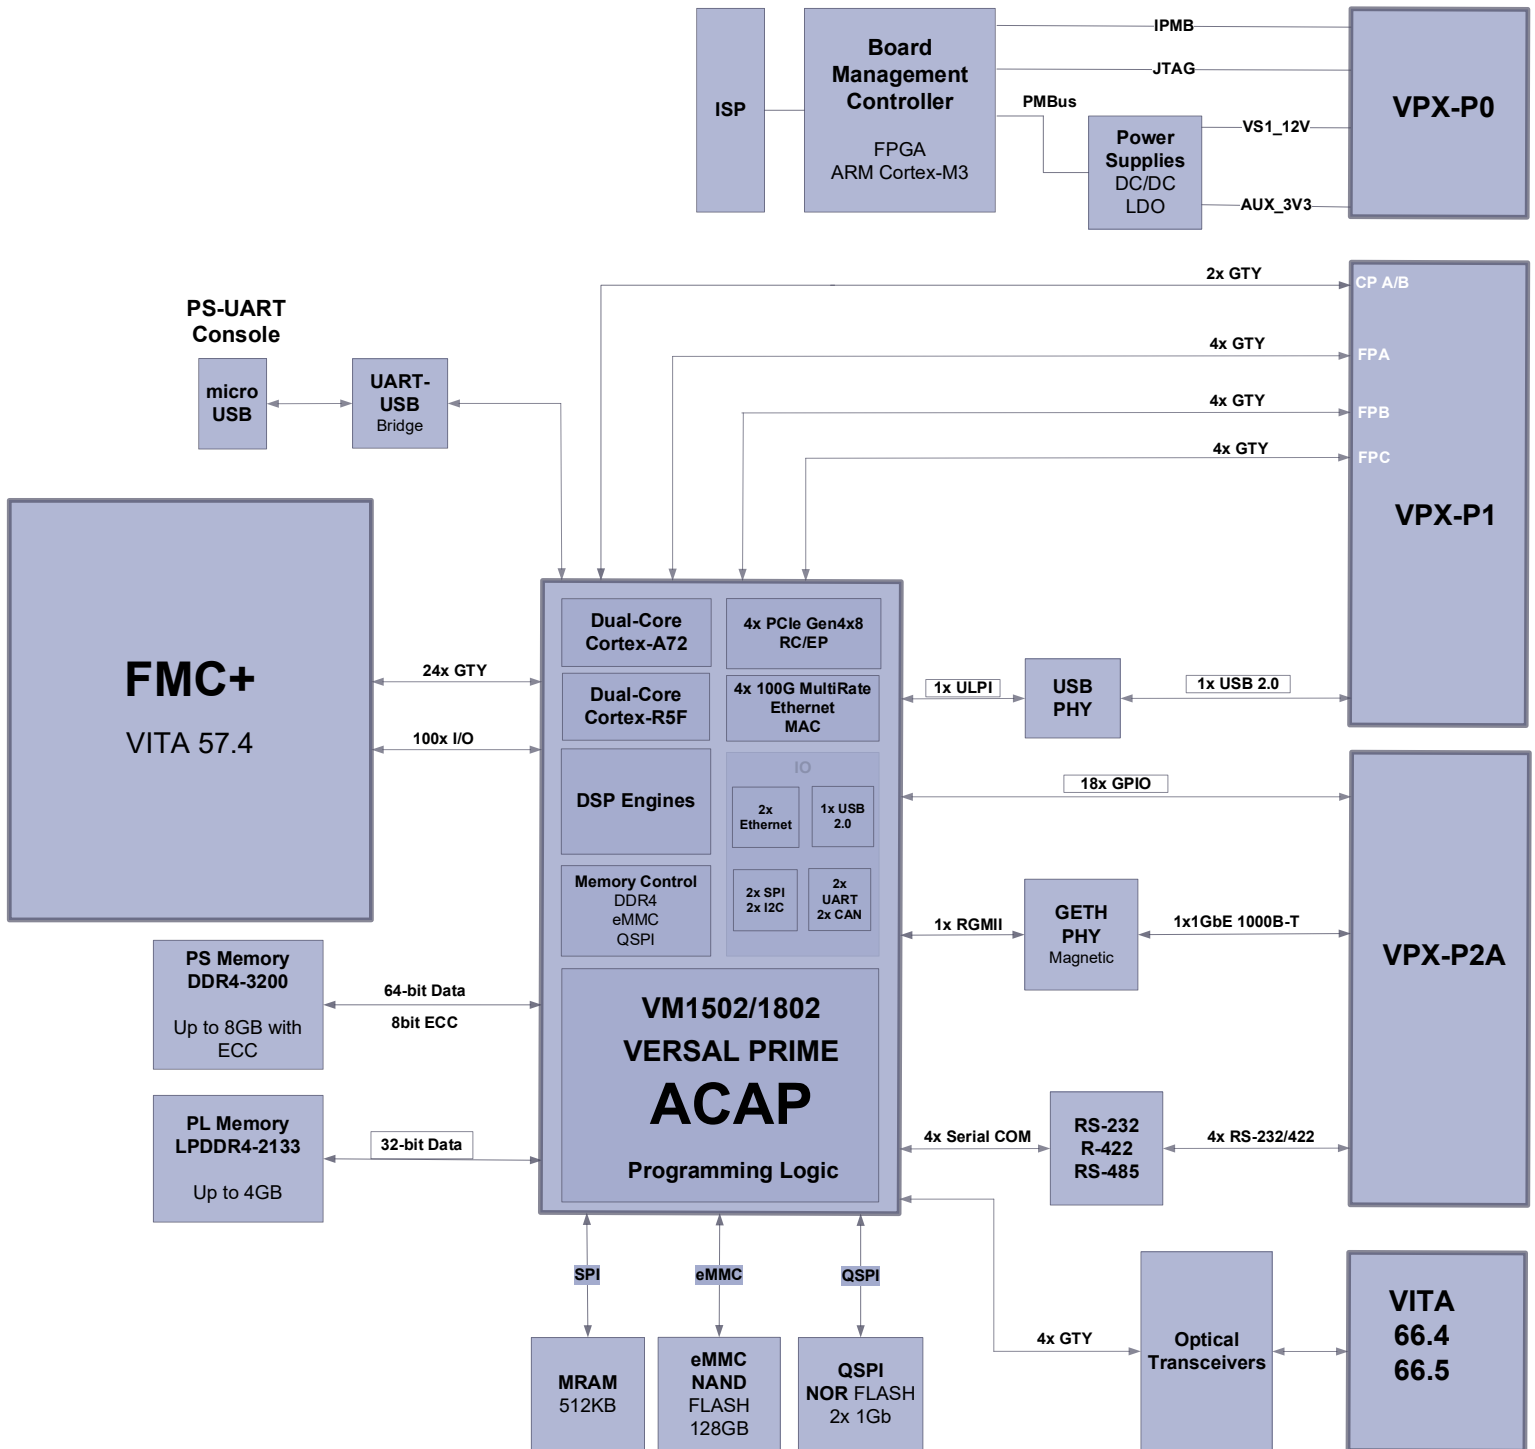 ISP
Board
Management
Controller
FPGA
ARM Cortex-M3
IPMB
JTAG
PMBus
Power
Supplies
DC/DC
LDO
VS1_12V
AUX_3V3
VPX-P0
2x GTY
CP A/B
4x GTY
FPA
4x GTY
FPB
4x GTY
FPC
VPX-P1
PS-UART
Console
micro
USB
UART-
USB
Bridge
FMC+
VITA 57.4
24x GTY
100x I/O
Dual-Core
Cortex-A72
4x PCIe Gen4x8
RC/EP
Dual-Core
Cortex-R5F
4x 100G MultiRate
Ethernet
MAC
DSP Engines
IO
2x
Ethernet
1x USB
2.0
Memory Control
DDR4
eMMC
QSPI
2x SPI
2x I2C
2x
UART
2x CAN
VM1502/1802
VERSAL PRIME
ACAP
Programming Logic
1x ULPI
USB
PHY
1x USB 2.0
18x GPIO
1x RGMII
GETH
PHY
Magnetic
1x1GbE 1000B-T
VPX-P2A
PS Memory
DDR4-3200
Up to 8GB with
ECC
64-bit Data
8bit ECC
PL Memory
LPDDR4-2133
Up to 4GB
32-bit Data
4x Serial COM
RS-232
R-422
RS-485
4x RS-232/422
SPI
eMMC
QSPI
MRAM
512KB
eMMC
NAND
FLASH
128GB
QSPI
NOR FLASH
2x 1Gb
4x GTY
Optical
Transceivers
VITA
66.4
66.5